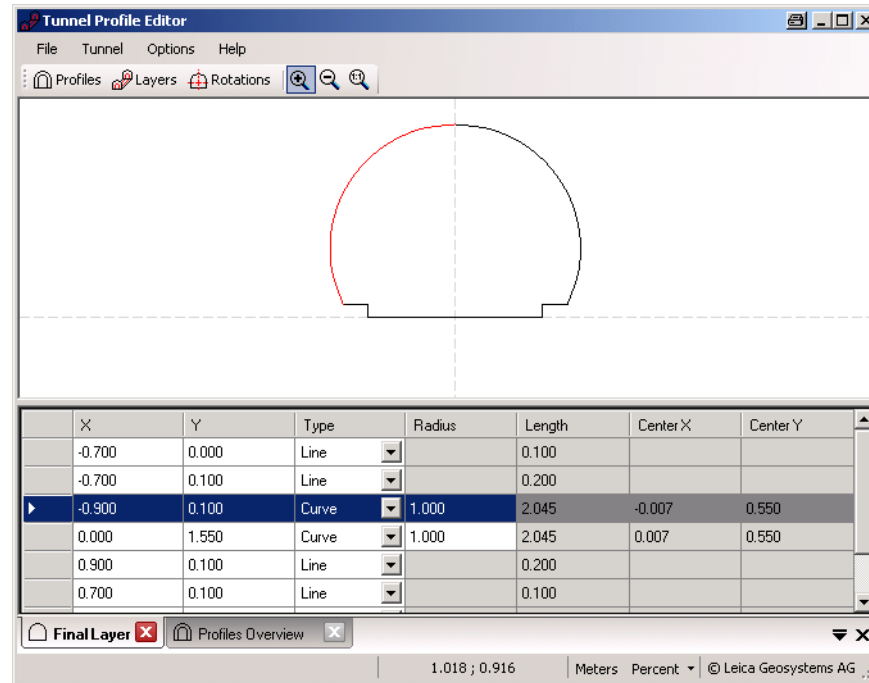 Tunnel Profile Editor
File Tunnel Options Help
Profiles Layers Rotations 1:1
X Y Type Radius Length Center X Center Y
-0.700 0.000 Line 0.100
-0.700 0.100 Line 0.200
-0.900 0.100 Curve 1.000 2.045 -0.007 0.550
0.000 1.550 Curve 1.000 2.045 0.007 0.550
0.900 0.100 Line 0.200
0.700 0.100 Line 0.100
Final Layer Profiles Overview
1.018 ; 0.916 Meters Percent © Leica Geosystems AG